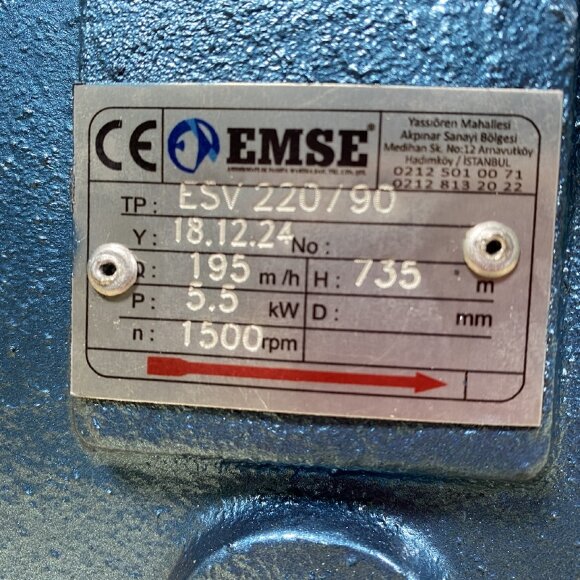 CE EMSE®
Yassıören Mahallesi
Akpınar Sanayi Bölgesi
Medihan Sk. No:12 Arnavutköy
Hadımköy / İSTANBUL
0212 501 00 71
0212 813 20 22
TP : ESV 220/90
Y : 18.12.24 No :
Q : 195 m /h H : 735 m
P : 5.5 kW D : mm
n : 1500 rpm